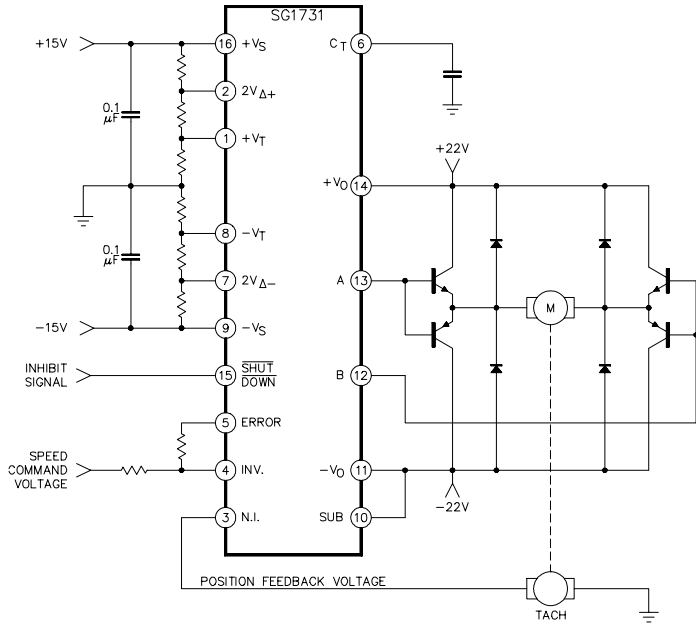 SG1731
+15V
16
+VS
CT
6
2
2VΔ+
0.1
μF
1
+VT
+22V
+VO
14
8
-VT
0.1
μF
7
2VΔ-
A
13
M
-15V
9
-VS
INHIBIT
SIGNAL
15
SHUT
DOWN
B
12
5
ERROR
SPEED
COMMAND
VOLTAGE
4
INV.
-VO
11
3
N.I.
SUB
10
-22V
POSITION FEEDBACK VOLTAGE
TACH